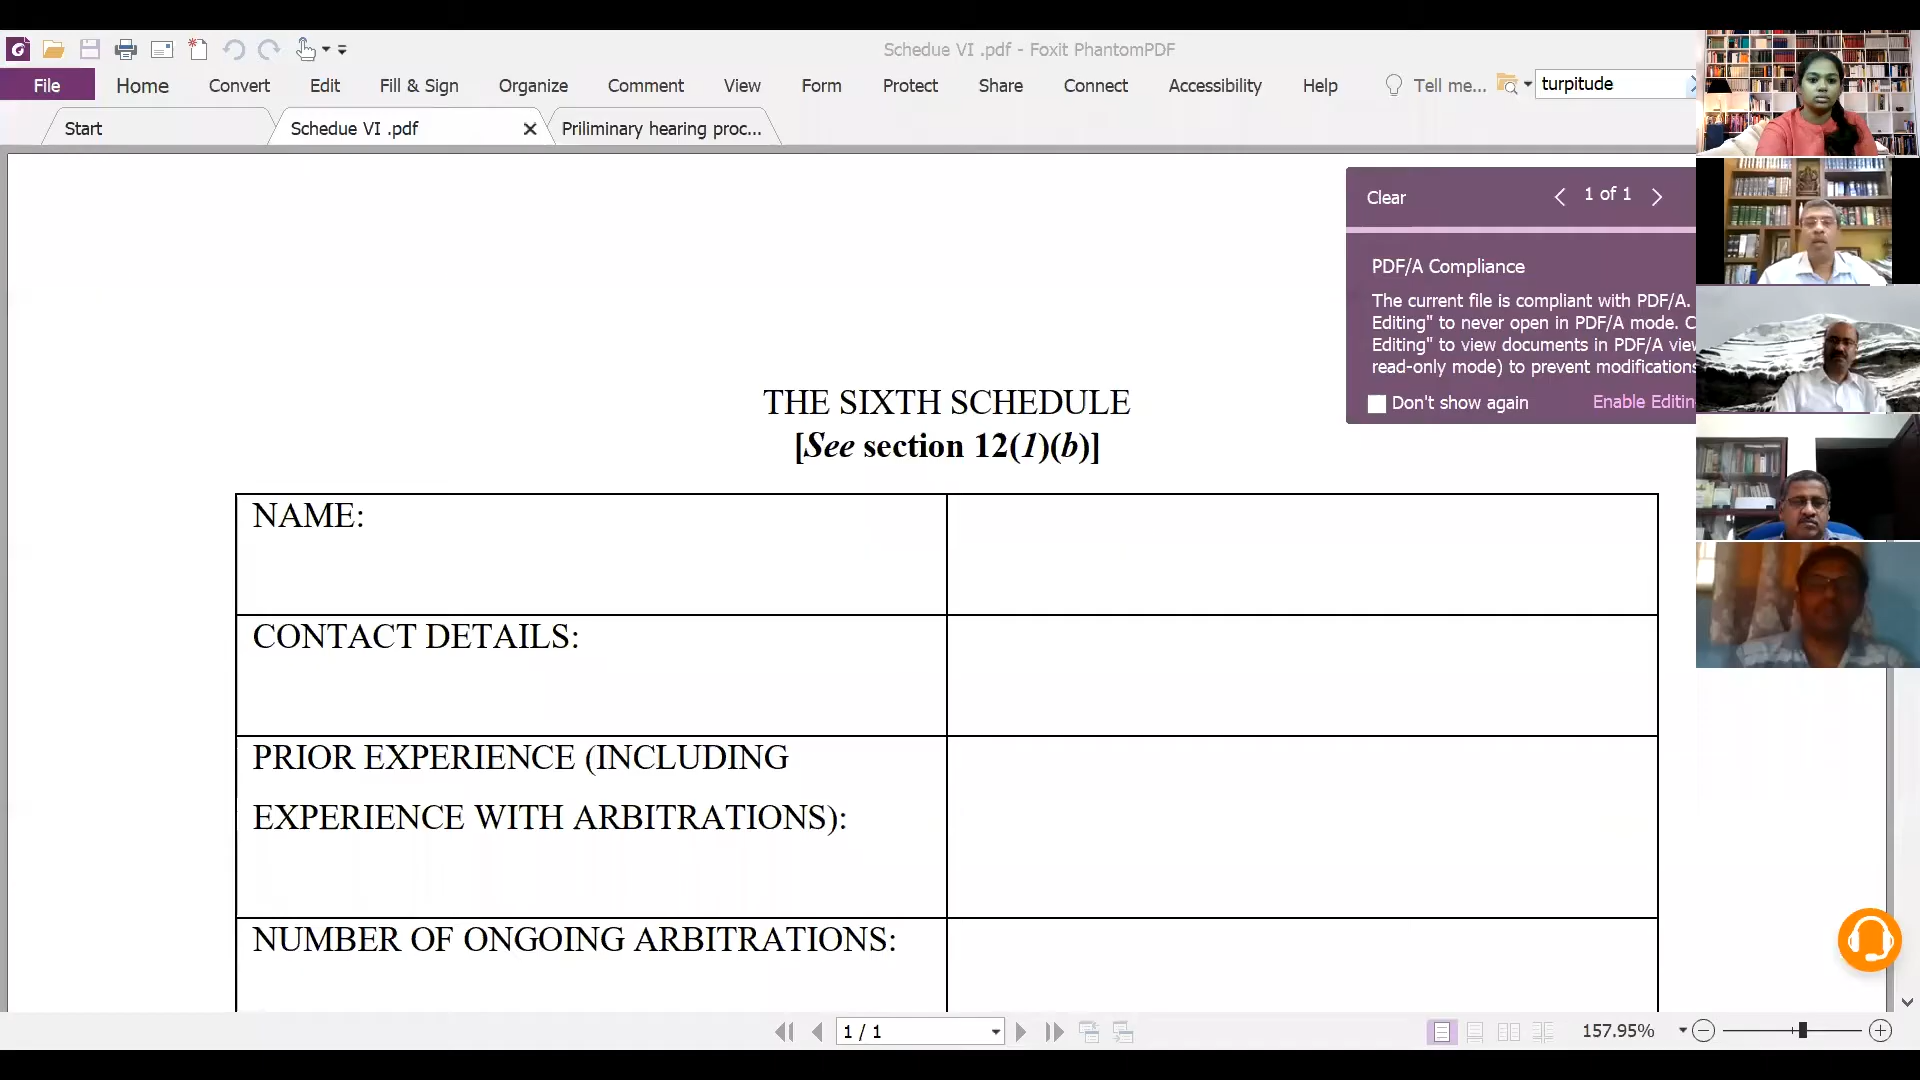 Schedue VI .pdf - Foxit PhantomPDF
File Home Convert Edit Fill & Sign Organize Comment View Form Protect Share Connect Accessibility Help Tell me... turpitude
Start Schedue VI .pdf Priliminary hearing proc...
Clear 1 of 1
PDF/A Compliance
The current file is compliant with PDF/A.
Editing" to never open in PDF/A mode. C
Editing" to view documents in PDF/A view
read-only mode) to prevent modifications
Don't show again Enable Editin
THE SIXTH SCHEDULE
[See section 12(1)(b)]
NAME:
CONTACT DETAILS:
PRIOR EXPERIENCE (INCLUDING
EXPERIENCE WITH ARBITRATIONS):
NUMBER OF ONGOING ARBITRATIONS:
1 / 1 157.95%